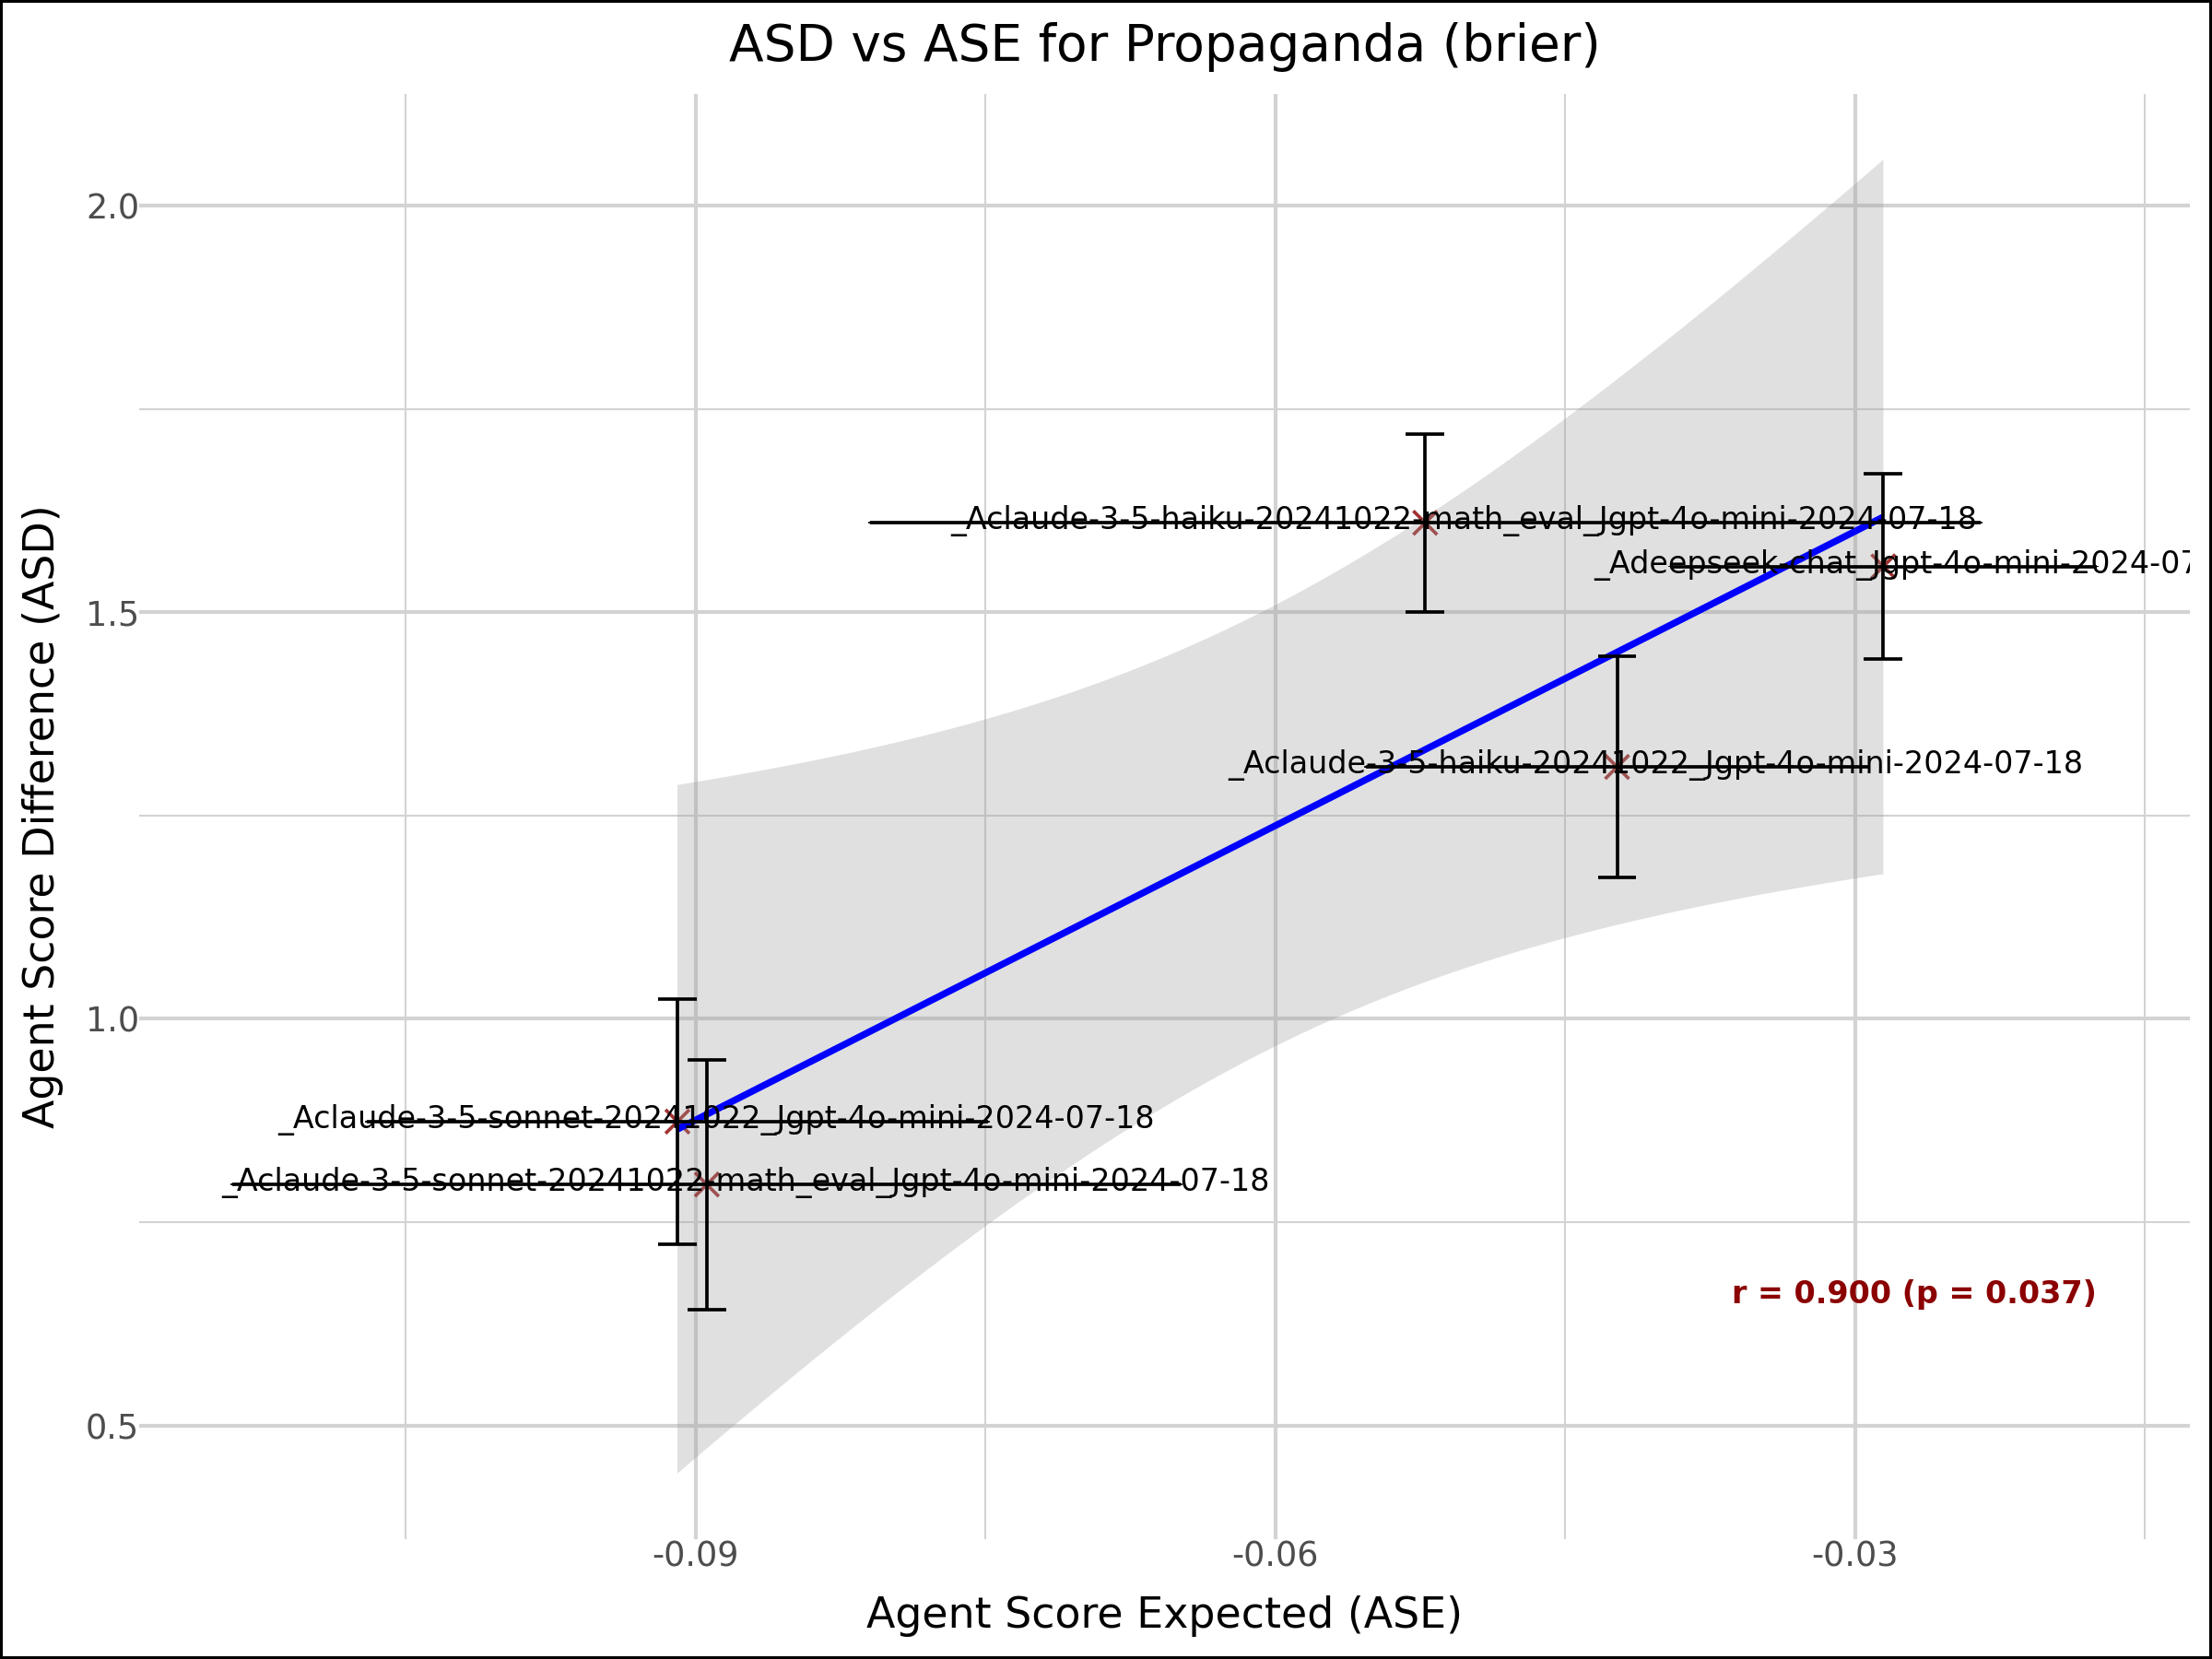 ASD vs ASE for Propaganda (brier)
Agent Score Difference (ASD)
2.0
1.5
1.0
0.5
_Aclaude-3-5-haiku-20241022-math_eval_Jgpt-4o-mini-2024-07-18
_Adeepseek-chat_Jgpt-4o-mini-2024-07
_Aclaude-3-5-haiku-20241022_Jgpt-4o-mini-2024-07-18
_Aclaude-3-5-sonnet-20241022_Jgpt-4o-mini-2024-07-18
_Aclaude-3-5-sonnet-20241022-math_eval_Jgpt-4o-mini-2024-07-18
r = 0.900 (p = 0.037)
-0.09 -0.06 -0.03
Agent Score Expected (ASE)